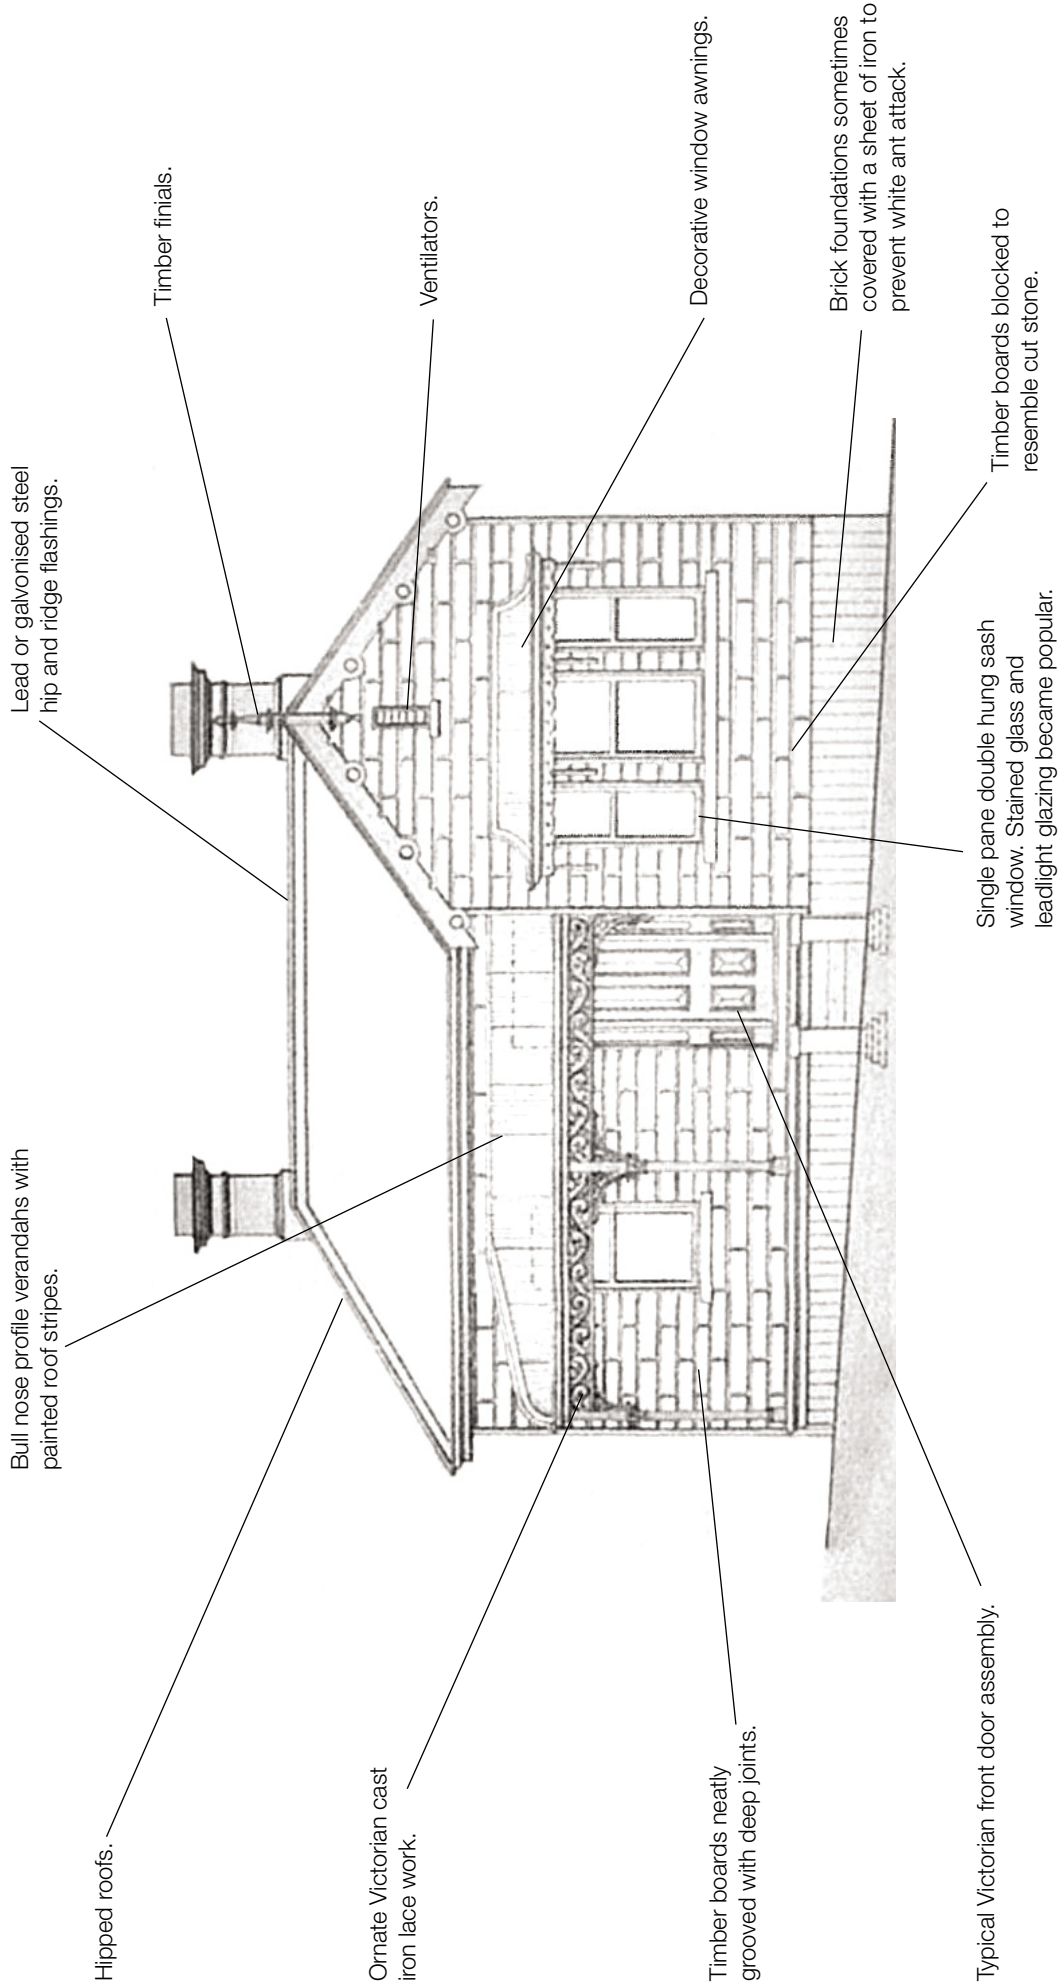 Bull nose profile verandahs with
painted roof stripes.
Lead or galvonised steel
hip and ridge flashings.
Hipped roofs.
Timber finials.
Ornate Victorian cast
iron lace work.
Ventilators.
Timber boards neatly
grooved with deep joints.
Decorative window awnings.
Brick foundations sometimes
covered with a sheet of iron to
prevent white ant attack.
Typical Victorian front door assembly.
Single pane double hung sash
window. Stained glass and
leadlight glazing became popular.
Timber boards blocked to
resemble cut stone.